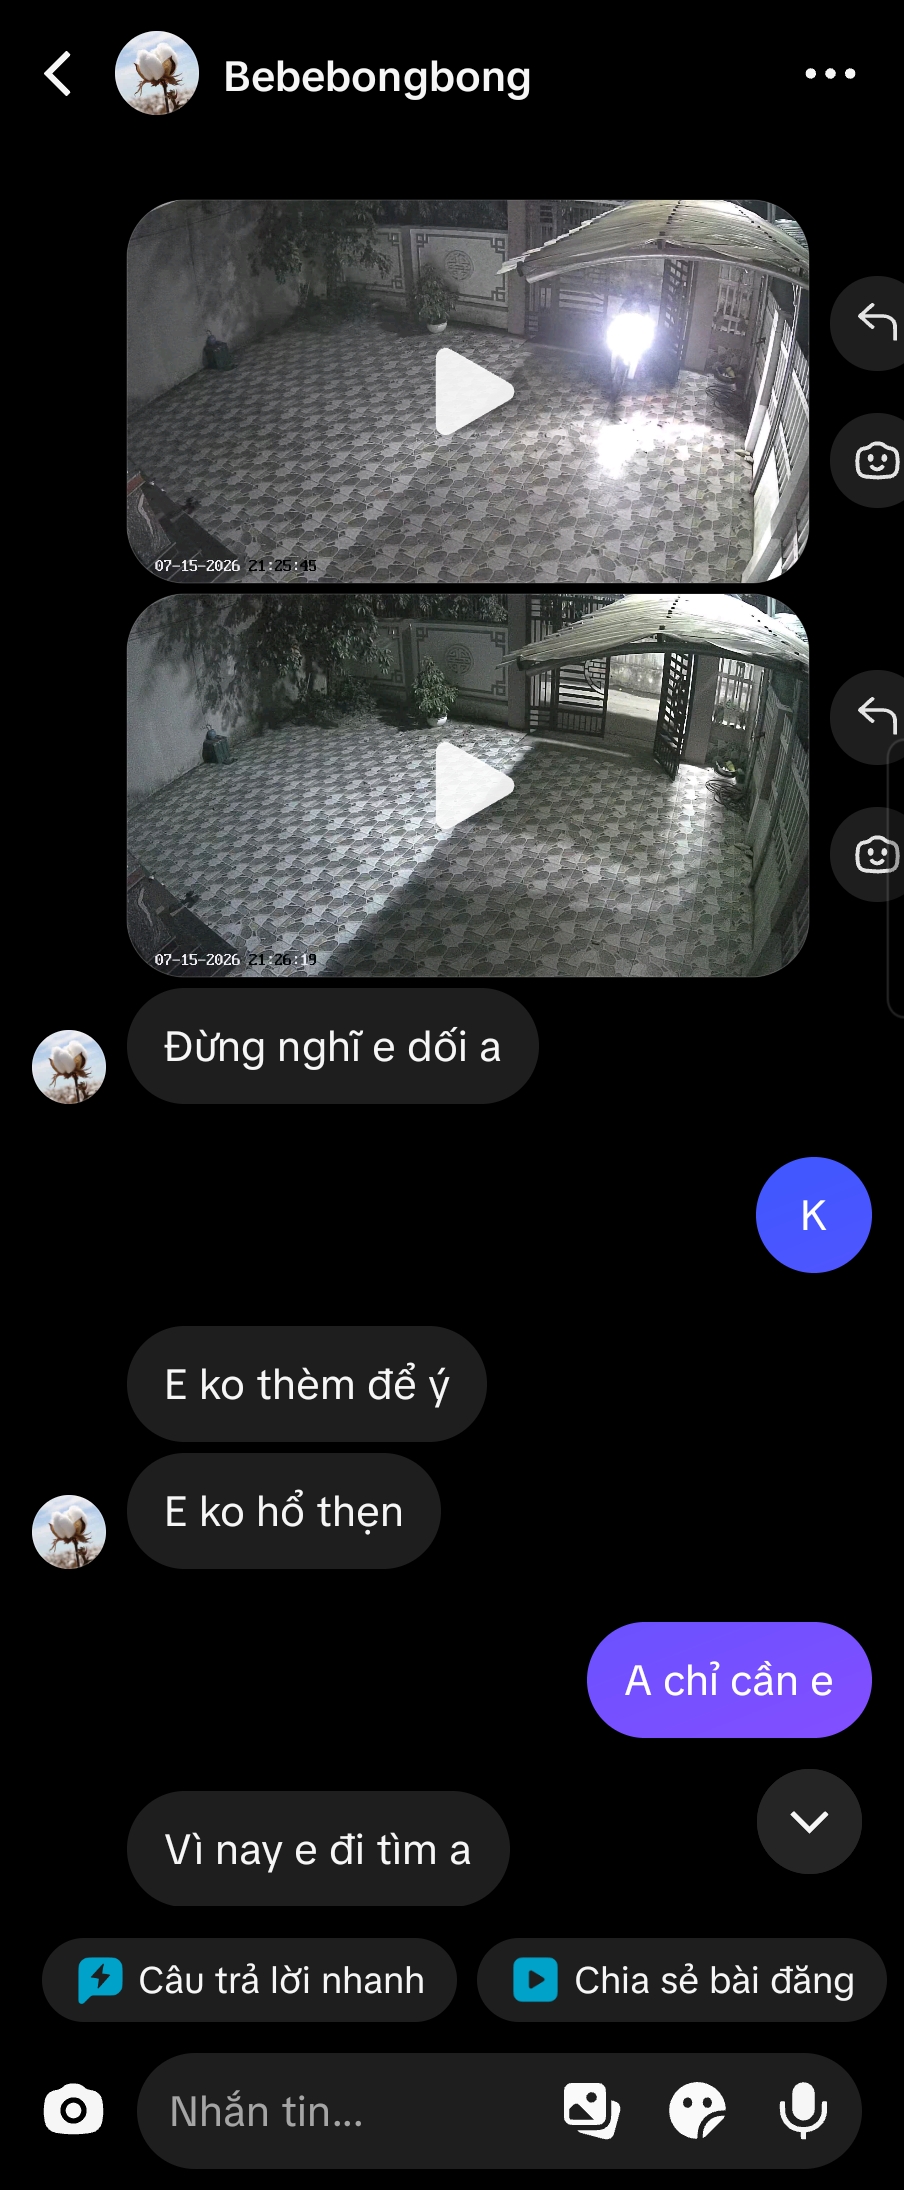 Bebebongbong
07-15-2026 21:25:45
07-15-2026 21:26:19
Đừng nghĩ e dối a
K
E ko thèm để ý
E ko hổ thẹn
A chỉ cần e
Vì nay e đi tìm a
Câu trả lời nhanh
Chia sẻ bài đăng
Nhắn tin...